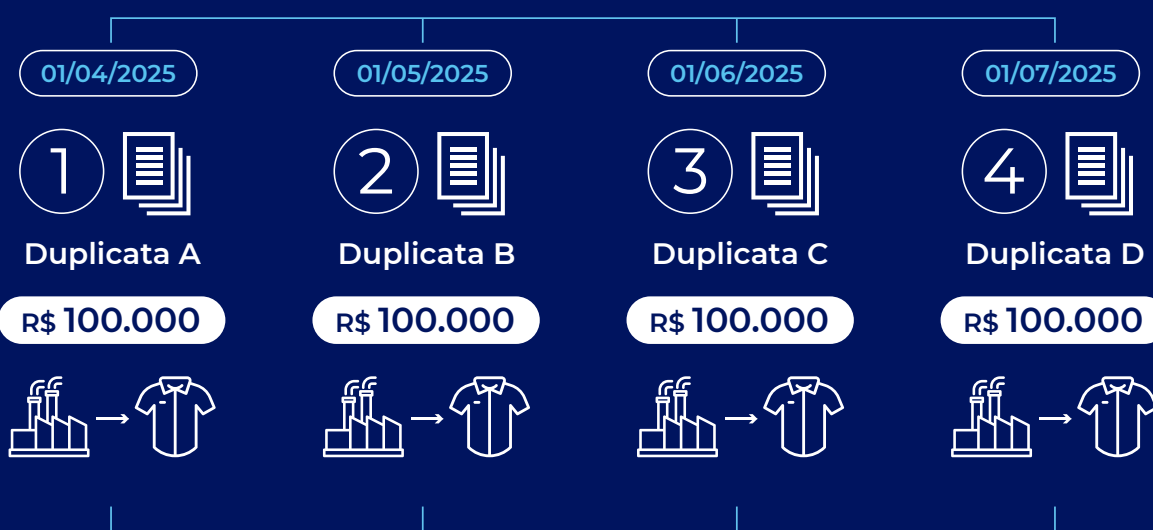 01/04/2025
01/05/2025
01/06/2025
01/07/2025
1
2
3
4
Duplicata A
Duplicata B
Duplicata C
Duplicata D
R$ 100.000
R$ 100.000
R$ 100.000
R$ 100.000